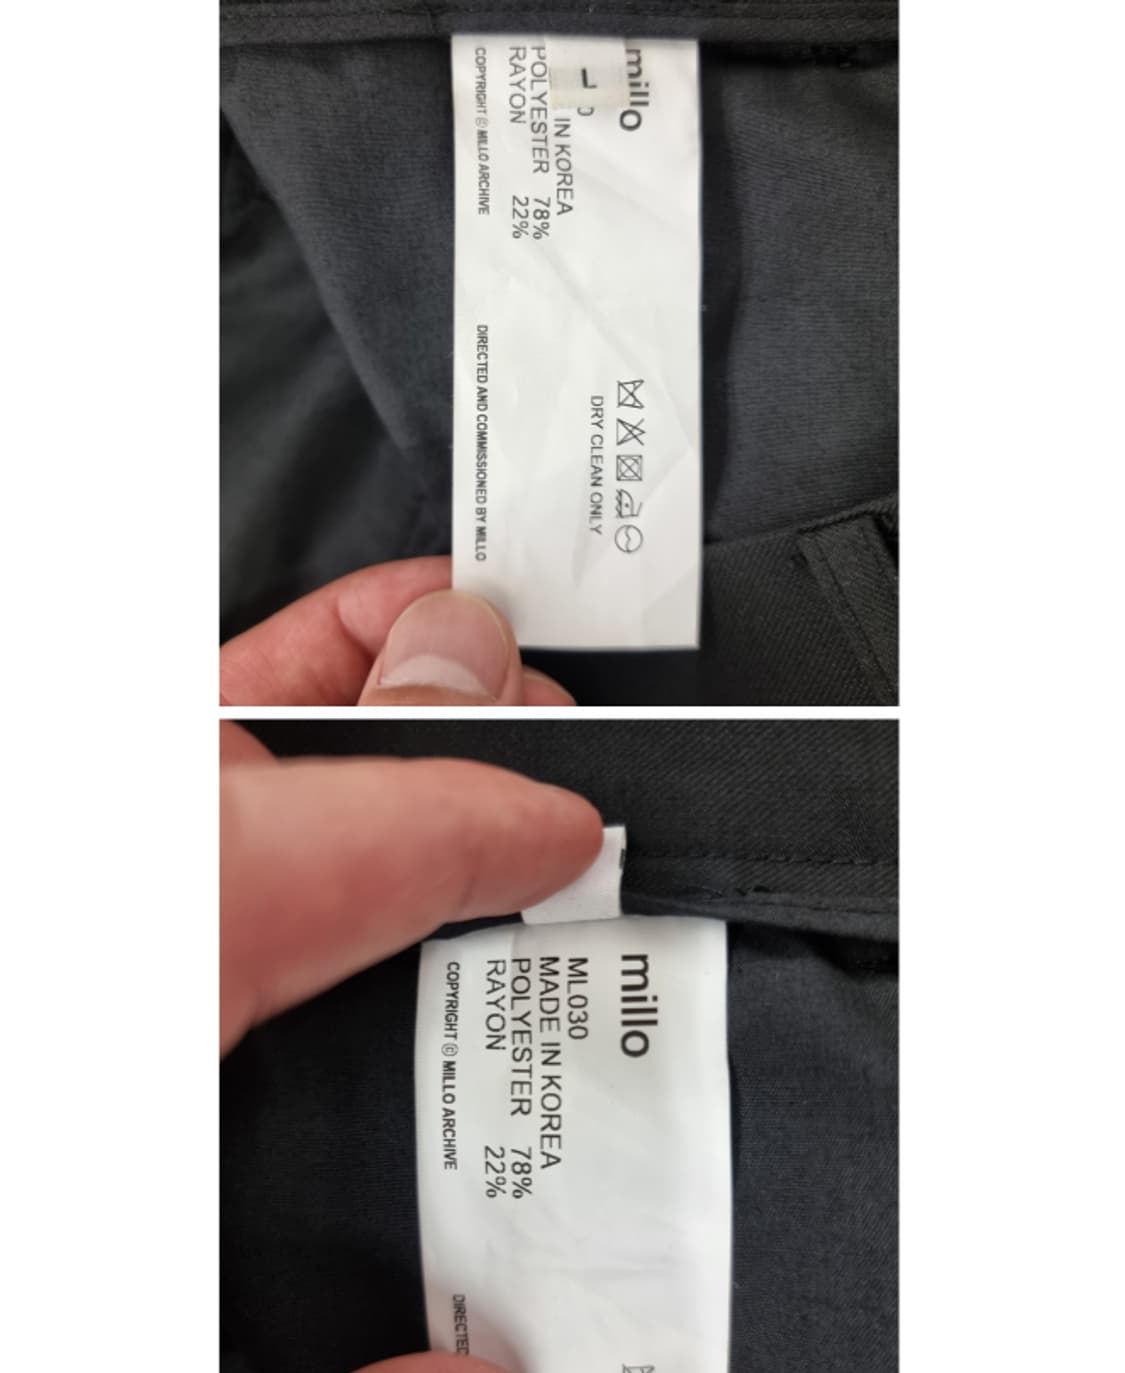 millo
L
IN KOREA
POLYESTER 78%
RAYON 22%
COPYRIGHT © MILLO ARCHIVE
DRY CLEAN ONLY
DIRECTED AND COMMISSIONED BY MILLO
millo
ML030
MADE IN KOREA
POLYESTER 78%
RAYON 22%
COPYRIGHT © MILLO ARCHIVE
DIRECTED